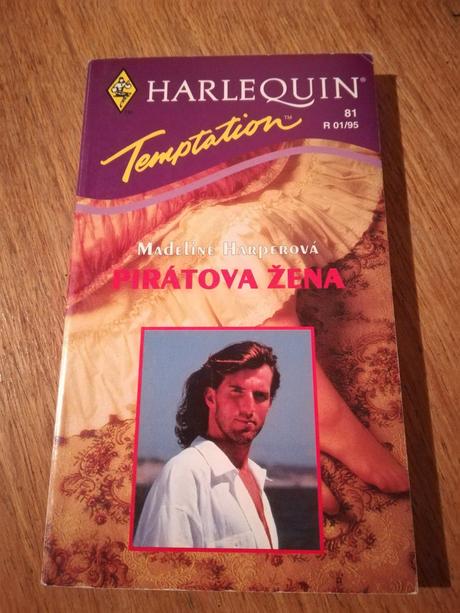 HARLEQUIN®
Temptation™
81
R 01/95
Madeline Harperová
PIRÁTOVA ŽENA